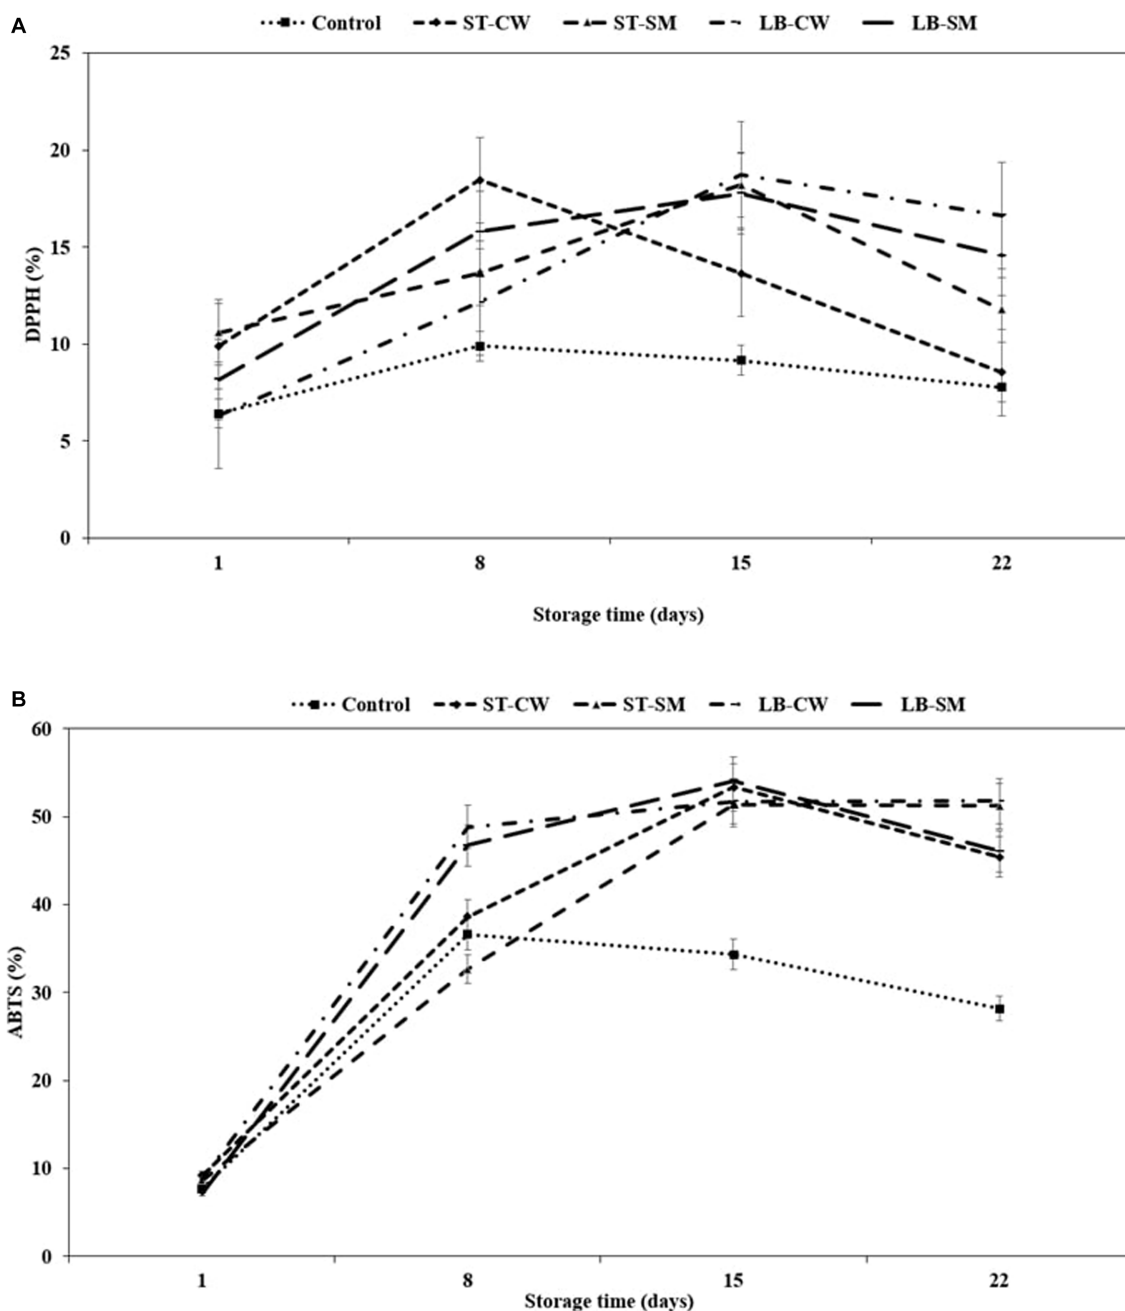 A
Control ST-CW ST-SM LB-CW LB-SM
25
20
15
10
5
0
DPPH (%)
1 8 15 22
Storage time (days)
B
Control ST-CW ST-SM LB-CW LB-SM
60
50
40
30
20
10
0
ABTS (%)
1 8 15 22
Storage time (days)